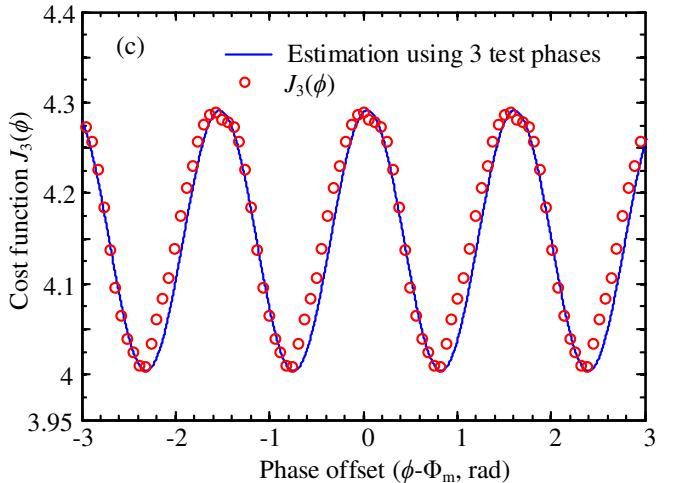 4.4
(c)
Estimation using 3 test phases
J₃(ϕ)
4.3
4.2
4.1
4
3.95
Cost function J₃(ϕ)
-3 -2 -1 0 1 2 3
Phase offset (ϕ-Φₘ, rad)